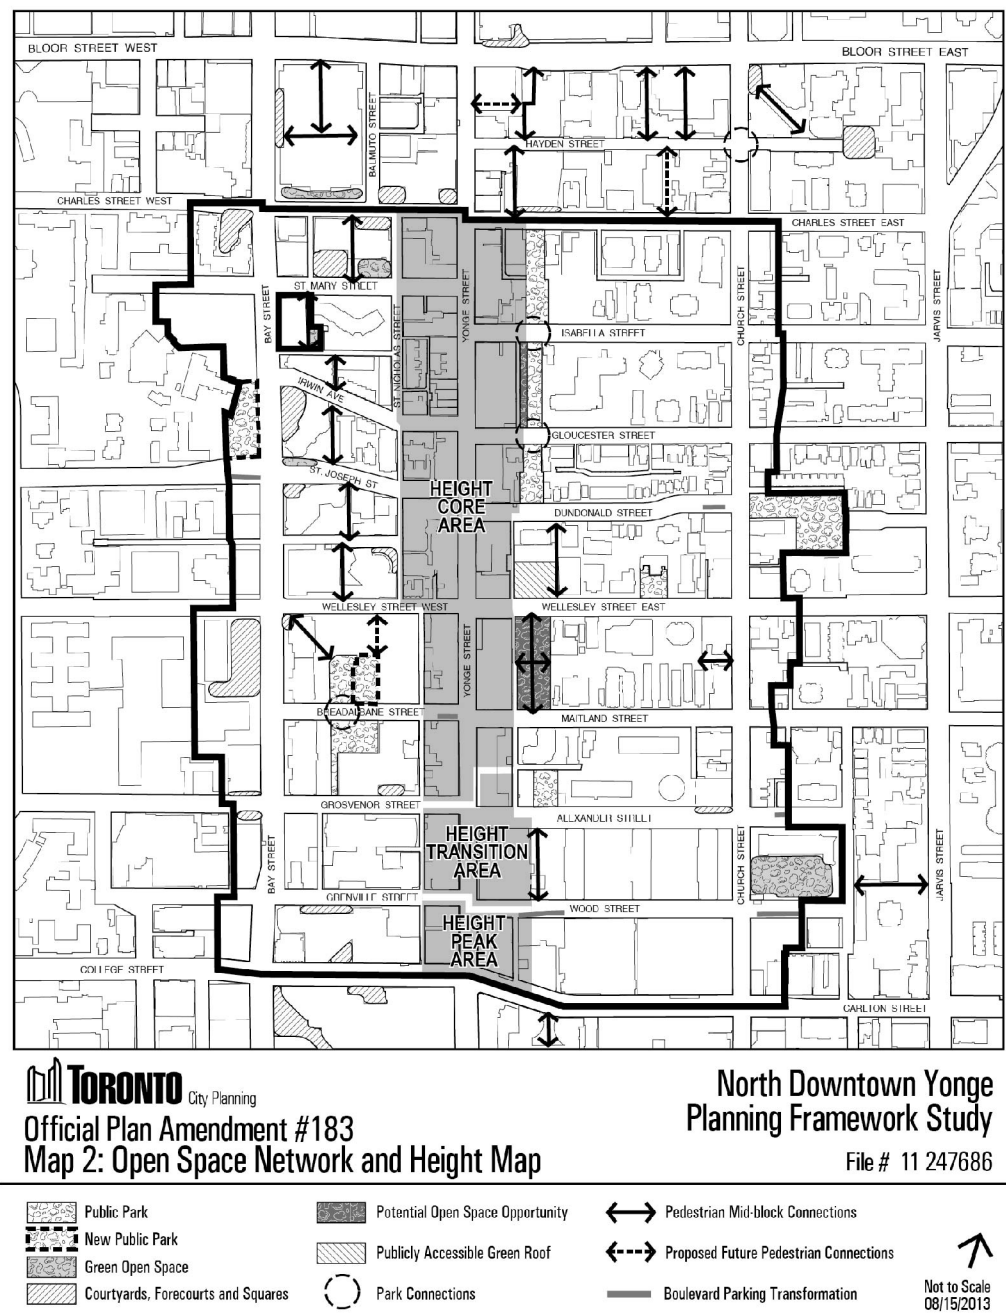 BLOOR STREET WEST
BLOOR STREET EAST
BALMUTO STREET
HAYDEN STREET
CHARLES STREET WEST
CHARLES STREET EAST
ST. MARY STREET
BAY STREET
ST. NICHOLAS STREET
YONGE STREET
CHURCH STREET
JARVIS STREET
ISABELLA STREET
IRWIN AVE
GLOUCESTER STREET
ST. JOSEPH ST
HEIGHT
CORE
AREA
DUNDONALD STREET
WELLESLEY STREET WEST
WELLESLEY STREET EAST
YONGE STREET
BREADALBANE STREET
MAITLAND STREET
GROSVENOR STREET
ALEXANDER STREET
HEIGHT
TRANSITION
AREA
BAY STREET
CHURCH STREET
JARVIS STREET
GRENVILLE STREET
WOOD STREET
HEIGHT
PEAK
AREA
COLLEGE STREET
CARLTON STREET
TORONTO City Planning
Official Plan Amendment #183
Map 2: Open Space Network and Height Map
North Downtown Yonge
Planning Framework Study
File # 11 247686
Public Park
New Public Park
Green Open Space
Courtyards, Forecourts and Squares
Potential Open Space Opportunity
Publicly Accessible Green Roof
Park Connections
Pedestrian Mid-block Connections
Proposed Future Pedestrian Connections
Boulevard Parking Transformation
Not to Scale
08/15/2013